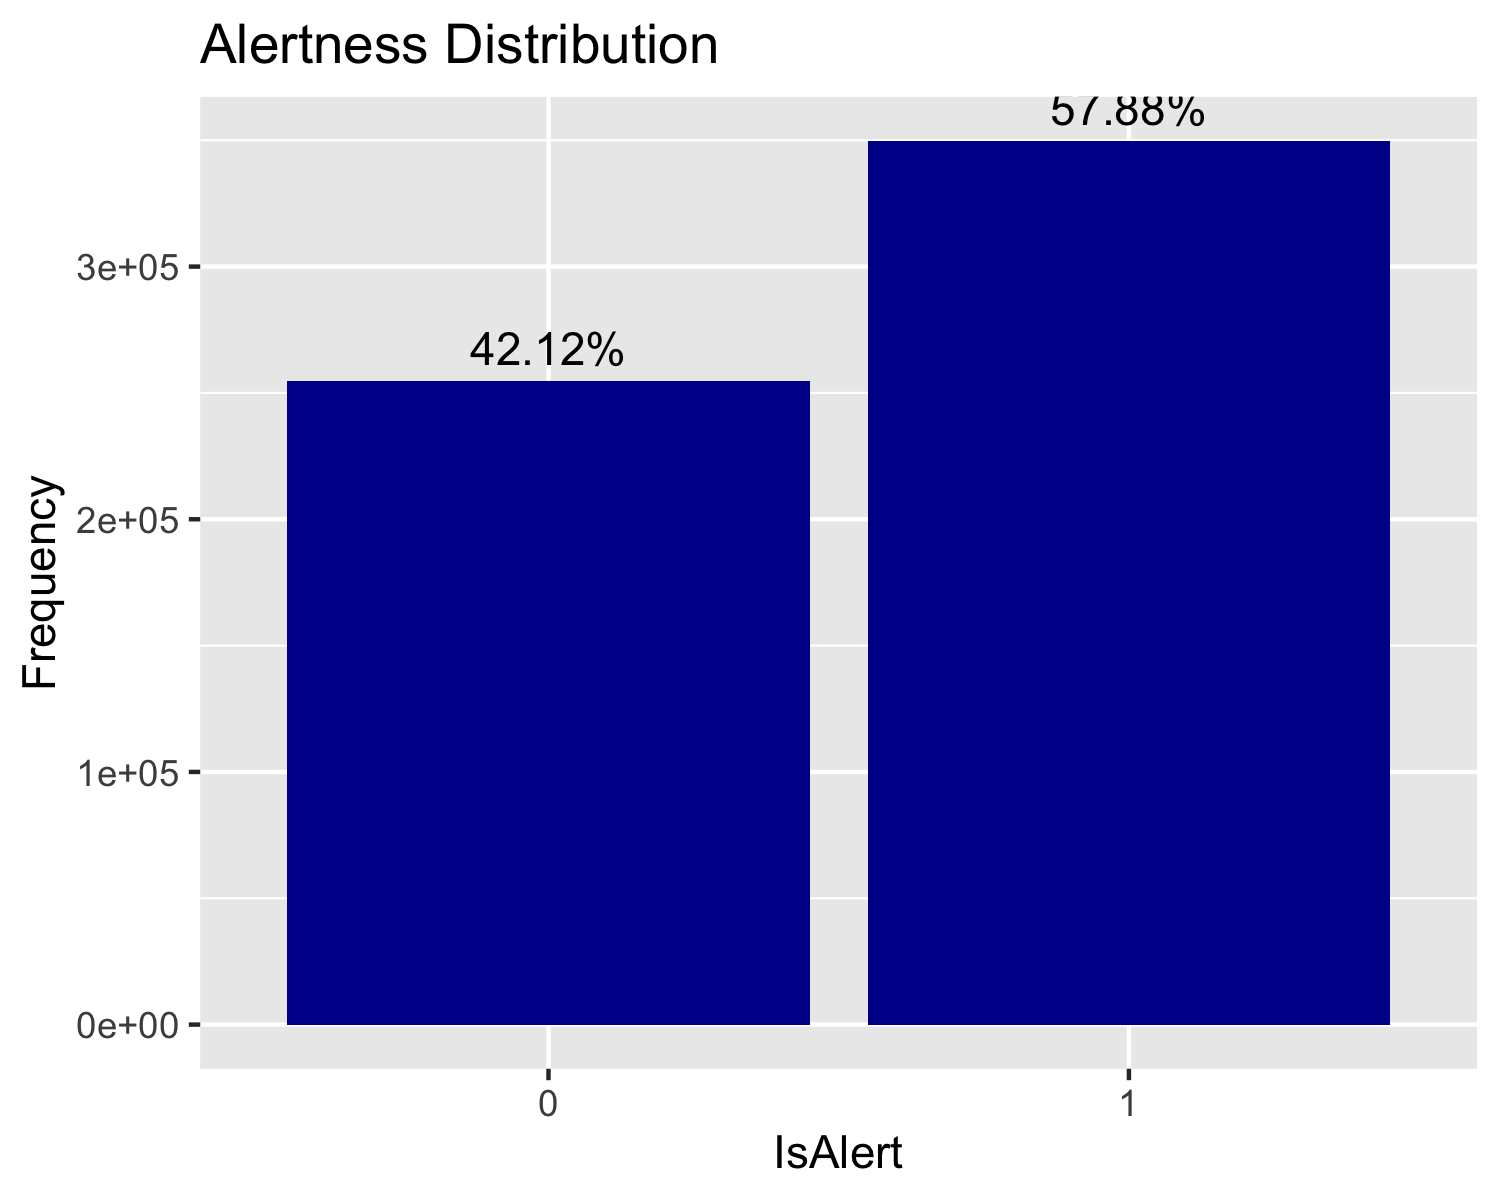 Alertness Distribution
57.88%
42.12%
3e+05
2e+05
1e+05
0e+00
Frequency
0
1
IsAlert